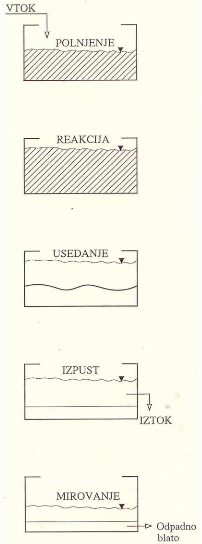 VTOK
POLNJENJE
REAKCIJA
USEDANJE
IZPUST
IZTOK
MIROVANJE
Odpadno
blato